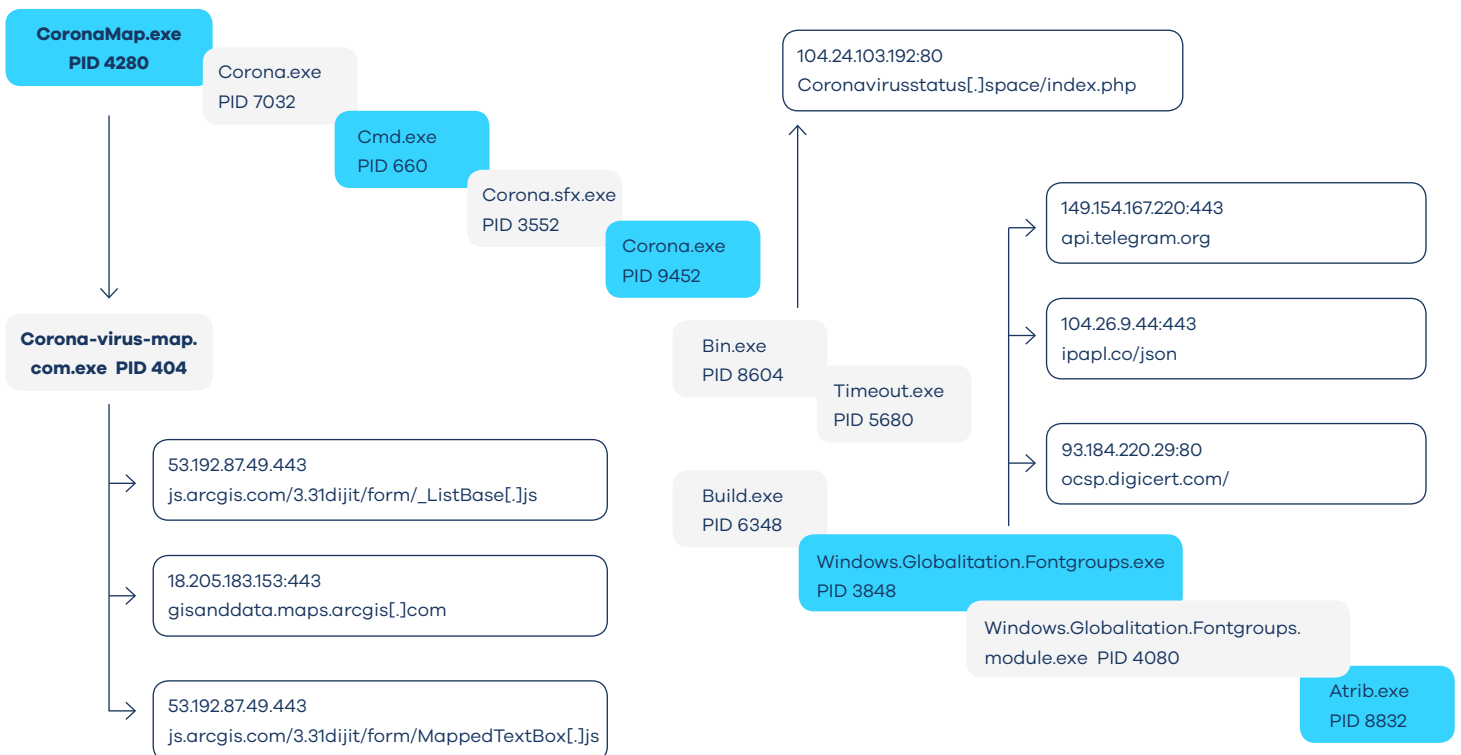 CoronaMap.exe
PID 4280
Corona.exe
PID 7032
Cmd.exe
PID 660
Corona.sfx.exe
PID 3552
Corona.exe
PID 9452
104.24.103.192:80
Coronavirusstatus[.]space/index.php
149.154.167.220:443
api.telegram.org
104.26.9.44:443
ipapl.co/json
93.184.220.29:80
ocsp.digicert.com/
Corona-virus-map.
com.exe PID 404
Bin.exe
PID 8604
Timeout.exe
PID 5680
53.192.87.49.443
js.arcgis.com/3.31dijit/form/_ListBase[.]js
18.205.183.153:443
gisanddata.maps.arcgis[.]com
53.192.87.49.443
js.arcgis.com/3.31dijit/form/MappedTextBox[.]js
Build.exe
PID 6348
Windows.Globalitation.Fontgroups.exe
PID 3848
Windows.Globalitation.Fontgroups.
module.exe PID 4080
Atrib.exe
PID 8832